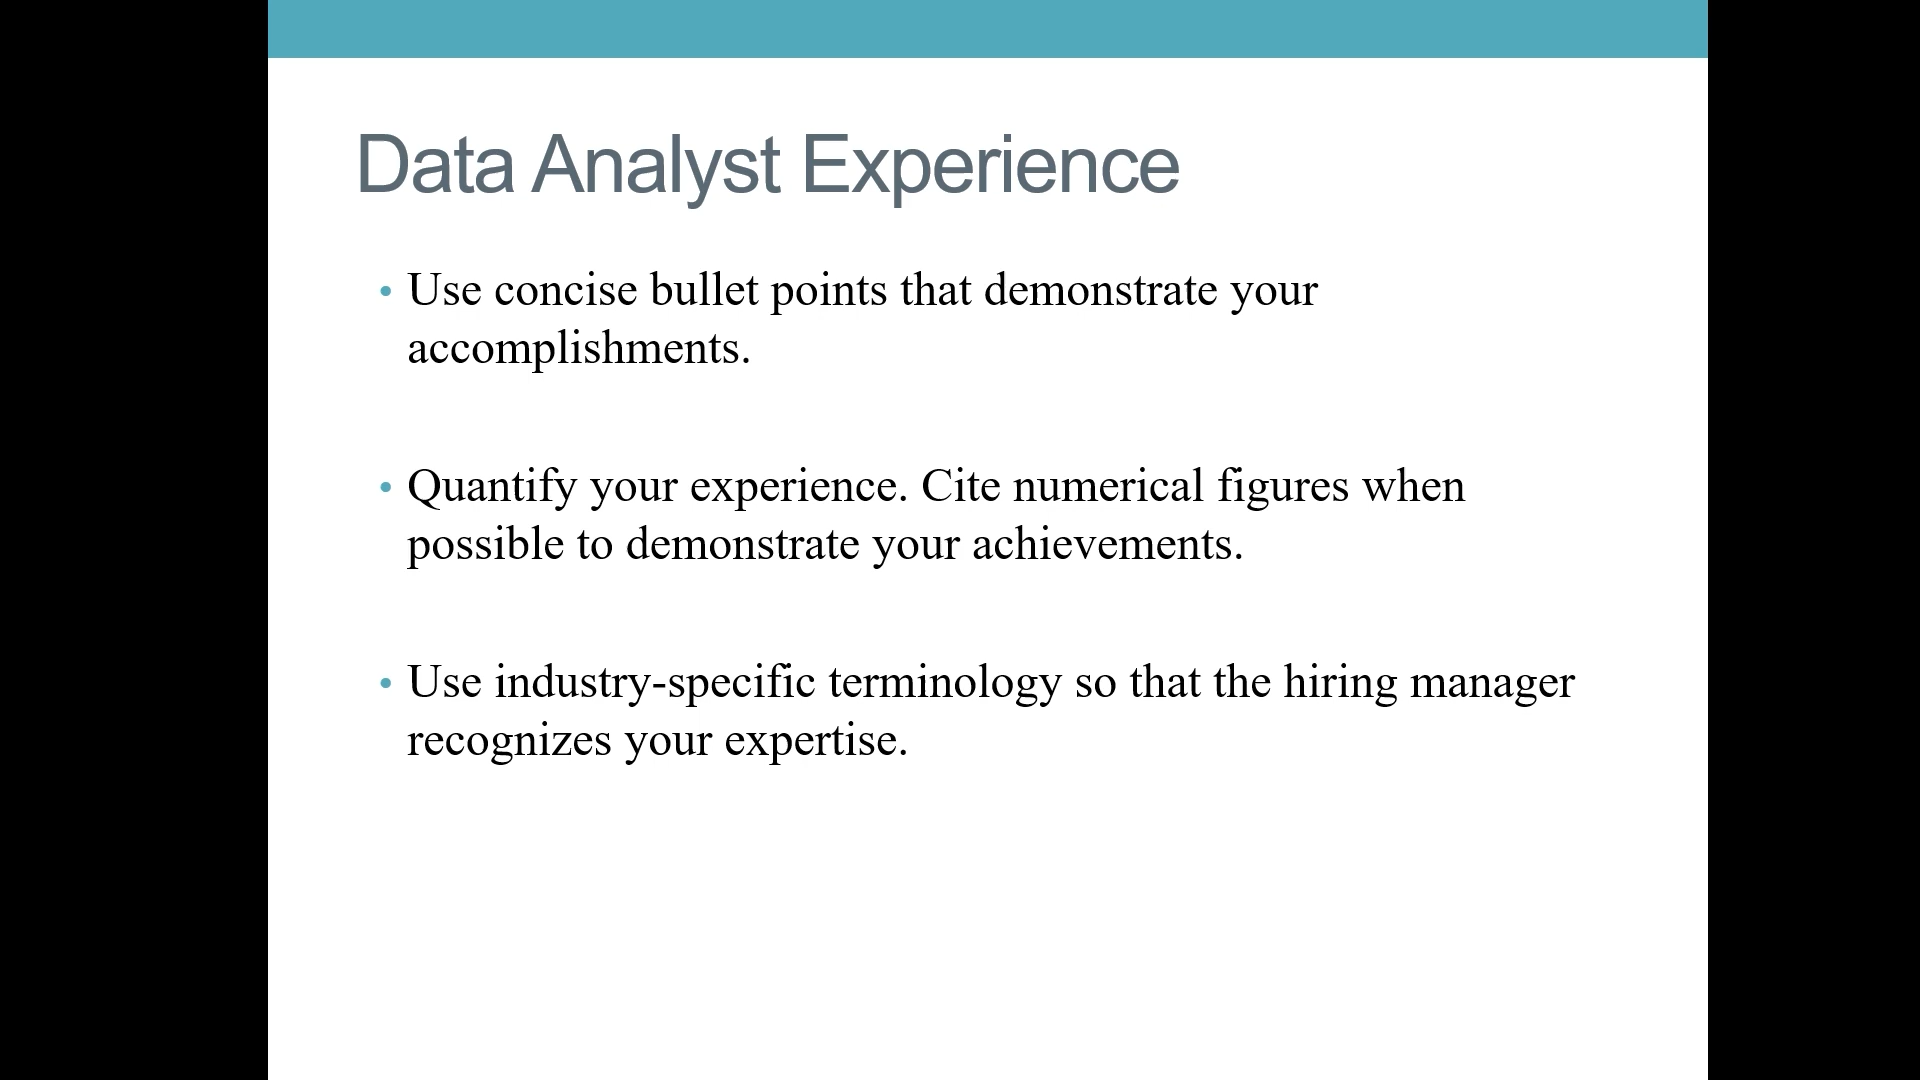 Data Analyst Experience
• Use concise bullet points that demonstrate your
accomplishments.
• Quantify your experience. Cite numerical figures when
possible to demonstrate your achievements.
• Use industry-specific terminology so that the hiring manager
recognizes your expertise.